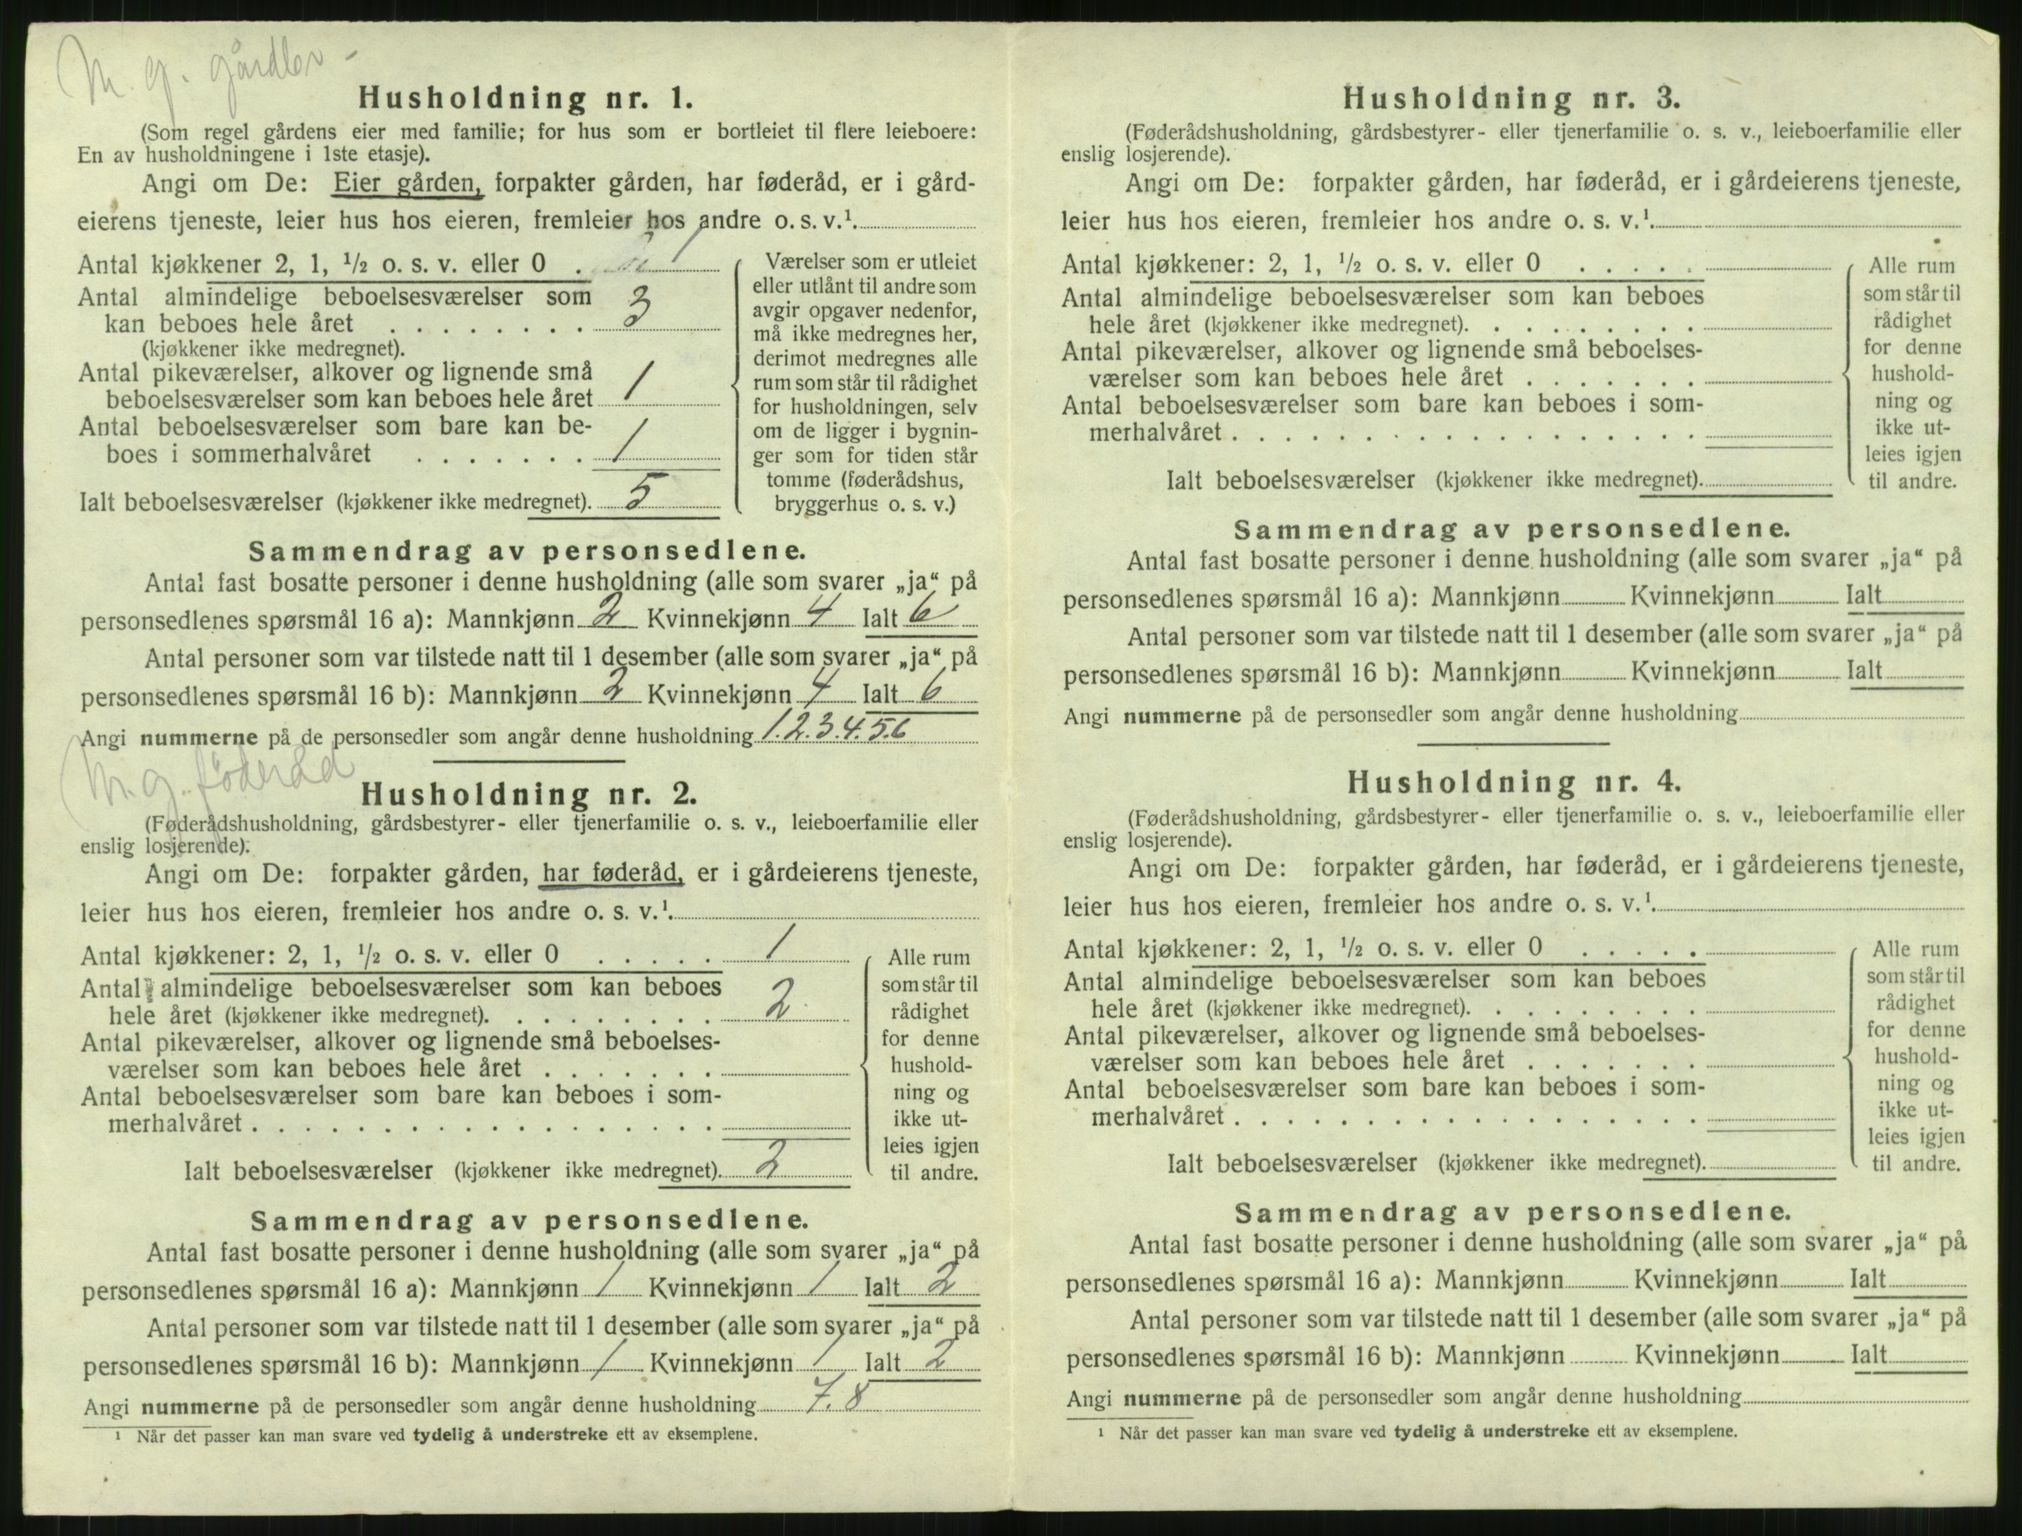 M. g. gårdbr –
Husholdning nr. 1.
(Som regel gårdens eier med familie; for hus som er bortleiet til flere leieboere:
En av husholdningene i 1ste etasje).
Angi om De: Eier gården, forpakter gården, har føderåd, er i gård-
eierens tjeneste, leier hus hos eieren, fremleier hos andre o. s. v.¹.
Antal kjøkkener 2, 1, ½ o. s. v. eller 0 . 1
Antal almindelige beboelsesværelser som
kan beboes hele året . . . . . . . . 3
(kjøkkener ikke medregnet).
Antal pikeværelser, alkover og lignende små
beboelsesværelser som kan beboes hele året 1
Antal beboelsesværelser som bare kan be-
boes i sommerhalvåret . . . . . . . 1
Ialt beboelsesværelser (kjøkkener ikke medregnet). 5
Værelser som er utleiet
eller utlånt til andre som
avgir opgaver nedenfor,
må ikke medregnes her,
derimot medregnes alle
rum som står til rådighet
for husholdningen, selv
om de ligger i bygnin-
ger som for tiden står
tomme (føderådshus,
bryggerhus o. s. v.)
Sammendrag av personsedlene.
Antal fast bosatte personer i denne husholdning (alle som svarer „ja“ på
personsedlenes spørsmål 16 a): Mannkjønn 2 Kvinnekjønn 4 Ialt 6
Antal personer som var tilstede natt til 1 desember (alle som svarer „ja“ på
personsedlenes spørsmål 16 b): Mannkjønn 2 Kvinnekjønn 4 Ialt 6
Angi nummerne på de personsedler som angår denne husholdning 1.2.3.4.5.6
M. g. føderåd
Husholdning nr. 2.
(Føderådshusholdning, gårdsbestyrer- eller tjenerfamilie o. s. v., leieboerfamilie eller
enslig losjerende).
Angi om De: forpakter gården, har føderåd, er i gårdeierens tjeneste,
leier hus hos eieren, fremleier hos andre o. s. v.¹.
Antal kjøkkener: 2, 1, ½ o. s. v. eller 0 . . . . . 1
Antal almindelige beboelsesværelser som kan beboes
hele året (kjøkkener ikke medregnet). . . . . . . . . 2
Antal pikeværelser, alkover og lignende små beboelses-
værelser som kan beboes hele året . . . . . . .
Antal beboelsesværelser som bare kan beboes i som-
merhalvåret . . . . . . . . . . . . . . . . . .
Ialt beboelsesværelser (kjøkkener ikke medregnet). 2
Alle rum
som står til
rådighet
for denne
hushold-
ning og
ikke ut-
leies igjen
til andre.
Sammendrag av personsedlene.
Antal fast bosatte personer i denne husholdning (alle som svarer „ja“ på
personsedlenes spørsmål 16 a): Mannkjønn 1 Kvinnekjønn 1 Ialt 2
Antal personer som var tilstede natt til 1 desember (alle som svarer „ja“ på
personsedlenes spørsmål 16 b): Mannkjønn 1 Kvinnekjønn 1 Ialt 2
Angi nummerne på de personsedler som angår denne husholdning 7.8
¹ Når det passer kan man svare ved tydelig å understreke ett av eksemplene.
Husholdning nr. 3.
(Føderådshusholdning, gårdsbestyrer- eller tjenerfamilie o. s. v., leieboerfamilie eller
enslig losjerende).
Angi om De: forpakter gården, har føderåd, er i gårdeierens tjeneste,
leier hus hos eieren, fremleier hos andre o. s. v.¹.
Antal kjøkkener: 2, 1, ½ o. s. v. eller 0 . . . . .
Antal almindelige beboelsesværelser som kan beboes
hele året (kjøkkener ikke medregnet). . . . . . . . .
Antal pikeværelser, alkover og lignende små beboelses-
værelser som kan beboes hele året . . . . . . .
Antal beboelsesværelser som bare kan beboes i som-
merhalvåret . . . . . . . . . . . . . . . . . .
Ialt beboelsesværelser (kjøkkener ikke medregnet).
Alle rum
som står til
rådighet
for denne
hushold-
ning og
ikke ut-
leies igjen
til andre.
Sammendrag av personsedlene.
Antal fast bosatte personer i denne husholdning (alle som svarer „ja“ på
personsedlenes spørsmål 16 a): Mannkjønn Kvinnekjønn Ialt
Antal personer som var tilstede natt til 1 desember (alle som svarer „ja“ på
personsedlenes spørsmål 16 b): Mannkjønn Kvinnekjønn Ialt
Angi nummerne på de personsedler som angår denne husholdning
Husholdning nr. 4.
(Føderådshusholdning, gårdsbestyrer- eller tjenerfamilie o. s. v., leieboerfamilie eller
enslig losjerende).
Angi om De: forpakter gården, har føderåd, er i gårdeierens tjeneste,
leier hus hos eieren, fremleier hos andre o. s. v.¹.
Antal kjøkkener: 2, 1, ½ o. s. v. eller 0 . . . . .
Antal almindelige beboelsesværelser som kan beboes
hele året (kjøkkener ikke medregnet). . . . . . . . .
Antal pikeværelser, alkover og lignende små beboelses-
værelser som kan beboes hele året . . . . . . .
Antal beboelsesværelser som bare kan beboes i som-
merhalvåret . . . . . . . . . . . . . . . . . .
Ialt beboelsesværelser (kjøkkener ikke medregnet).
Alle rum
som står til
rådighet
for denne
hushold-
ning og
ikke ut-
leies igjen
til andre.
Sammendrag av personsedlene.
Antal fast bosatte personer i denne husholdning (alle som svarer „ja“ på
personsedlenes spørsmål 16 a): Mannkjønn Kvinnekjønn Ialt
Antal personer som var tilstede natt til 1 desember (alle som svarer „ja“ på
personsedlenes spørsmål 16 b): Mannkjønn Kvinnekjønn Ialt
Angi nummerne på de personsedler som angår denne husholdning
¹ Når det passer kan man svare ved tydelig å understreke ett av eksemplene.